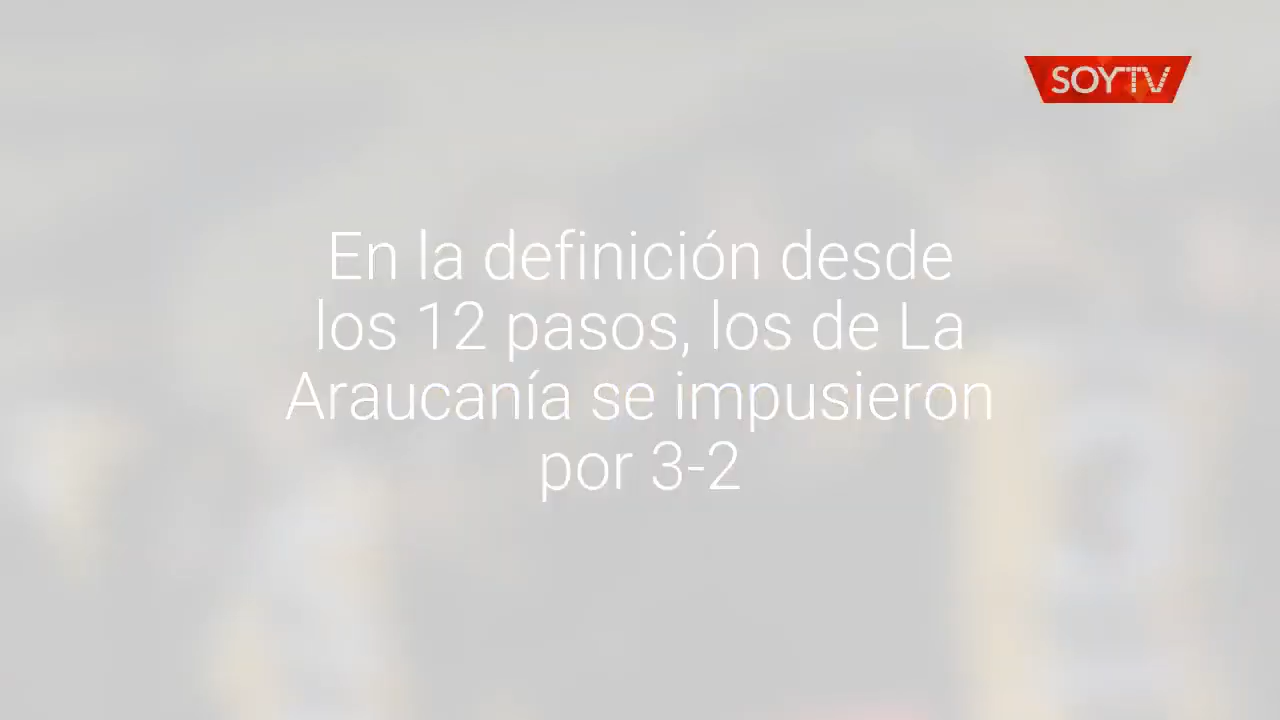 SOYTV
En la definición desde
los 12 pasos, los de La
Araucanía se impusieron
por 3-2